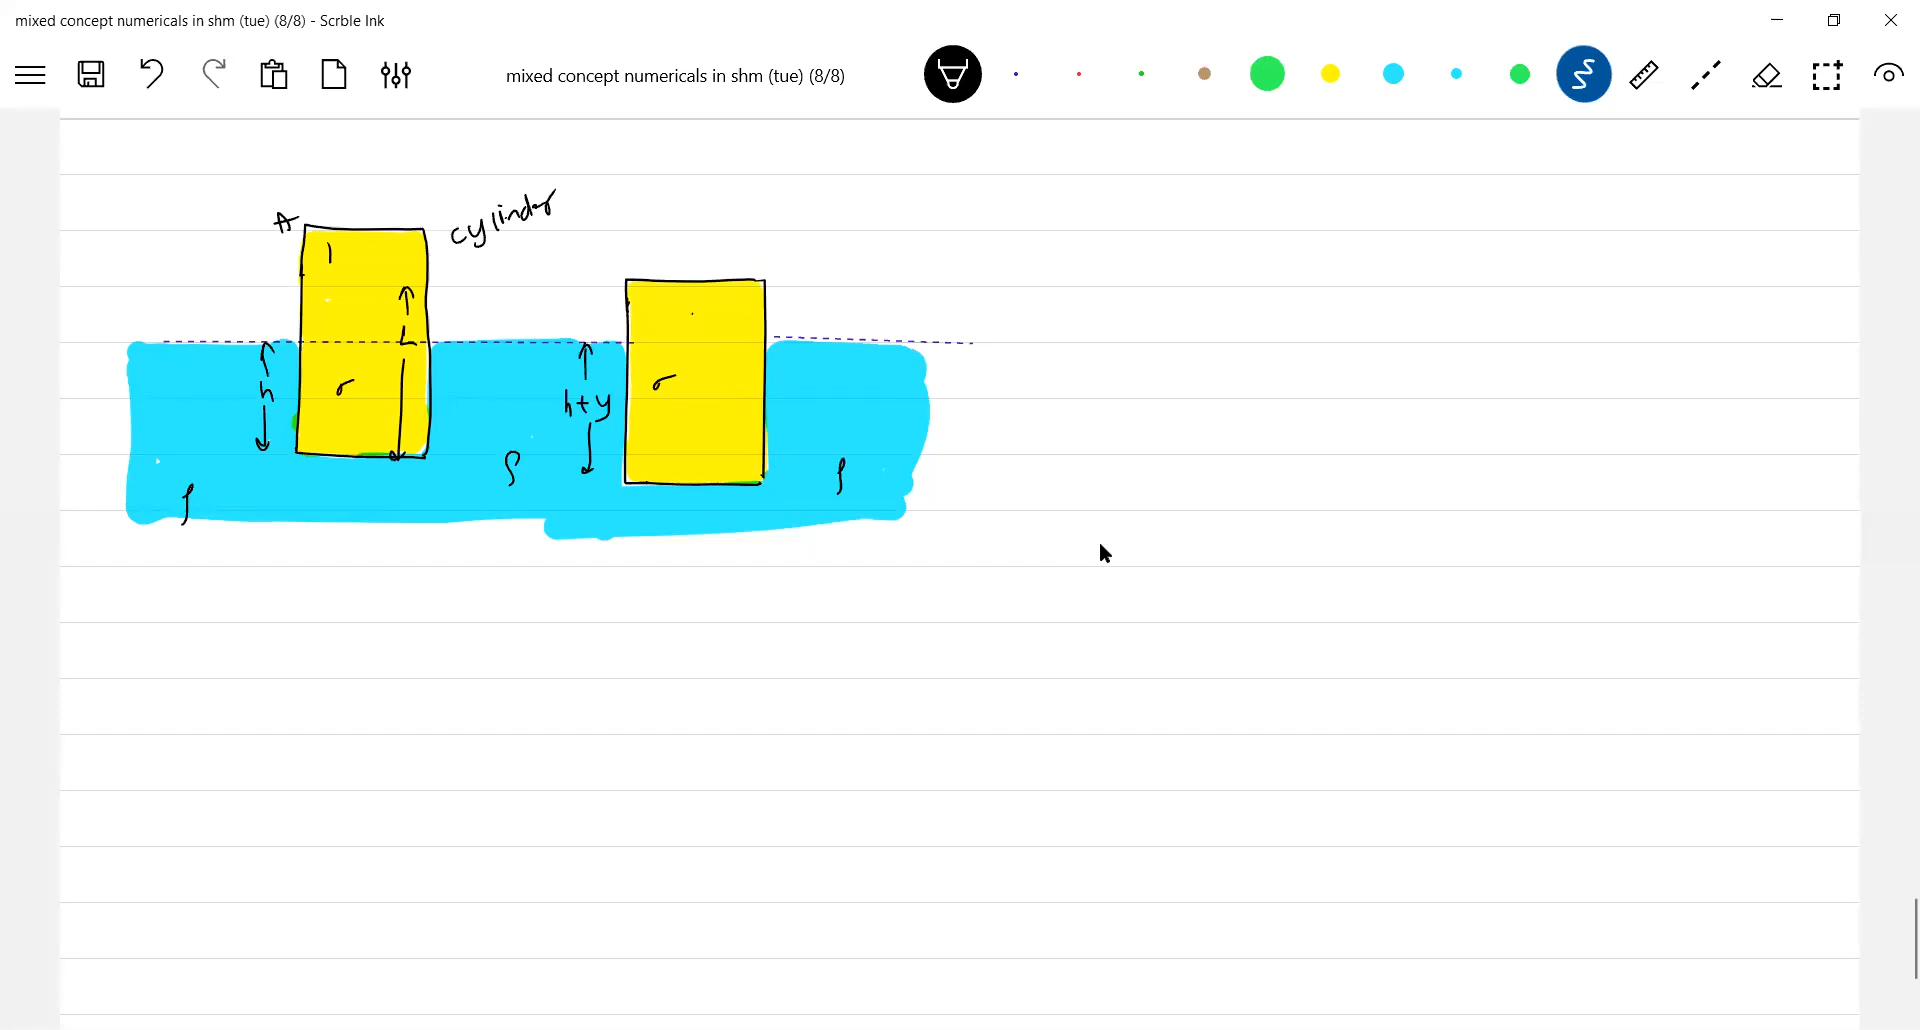 mixed concept numericals in shm (tue) (8/8) - Scrble Ink
mixed concept numericals in shm (tue) (8/8)
A
cylinder
L
h
σ
h+y
σ
ρ
ρ
ρ